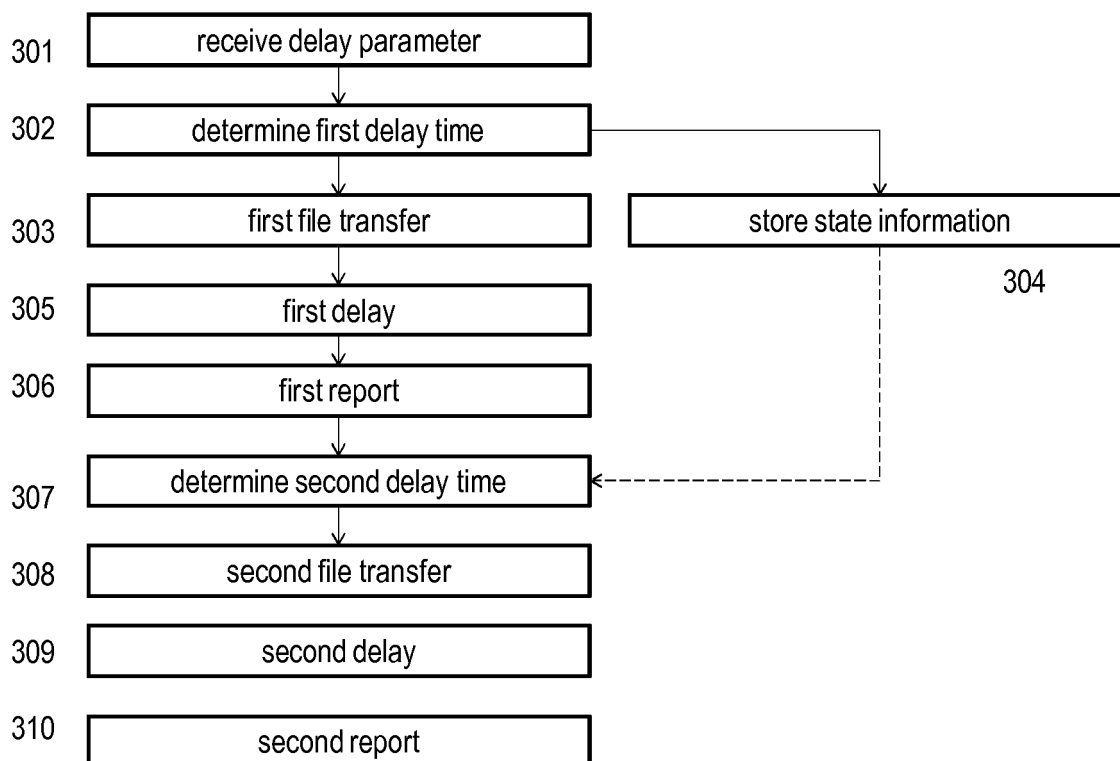 301
receive delay parameter
302
determine first delay time
303
first file transfer
store state information
304
305
first delay
306
first report
307
determine second delay time
308
second file transfer
309
second delay
310
second report